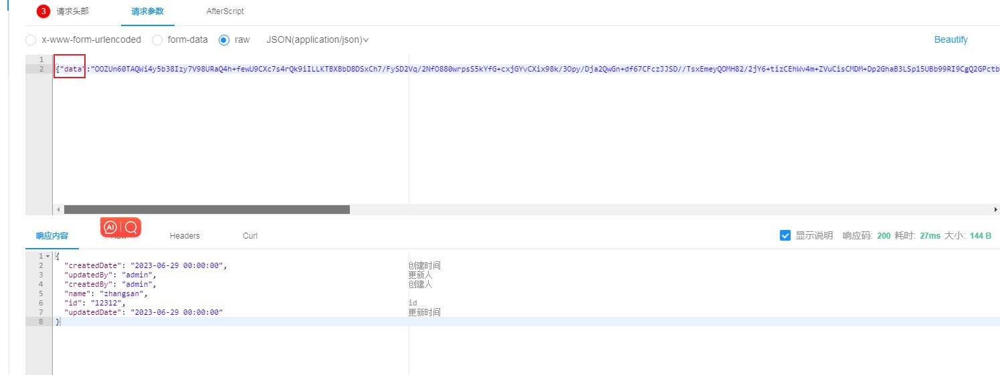 3 请求头部 请求参数 AfterScript
x-www-form-urlencoded form-data raw JSON(application/json) Beautify
1
2 {"data":"OOZUn60TAQWi4y5b38Izy7V98URaQ4h+fewU9CXc7s4rQk9iILLKTBXBbD8DSxCh7/FySD2Vq/2NfO880wrpsS5kYfG+cxjGYvCXix98k/3Opy/Dja2QwGn+df67CFczJJSD//TsxEmeyQOMH82/2jY6+tizCEhWv4m+ZVuCisCMDM+Dp2GhaB3LSp15UBb99RI9CgQ2GPctb
AI
响应内容 Raw Headers Curl 显示说明 响应码: 200 耗时: 27ms 大小: 144 B
1 {
2 "createdDate": "2023-06-29 00:00:00", 创建时间
3 "updatedBy": "admin", 更新人
4 "createdBy": "admin", 创建人
5 "name": "zhangsan",
6 "id": "12312", id
7 "updatedDate": "2023-06-29 00:00:00" 更新时间
8 }